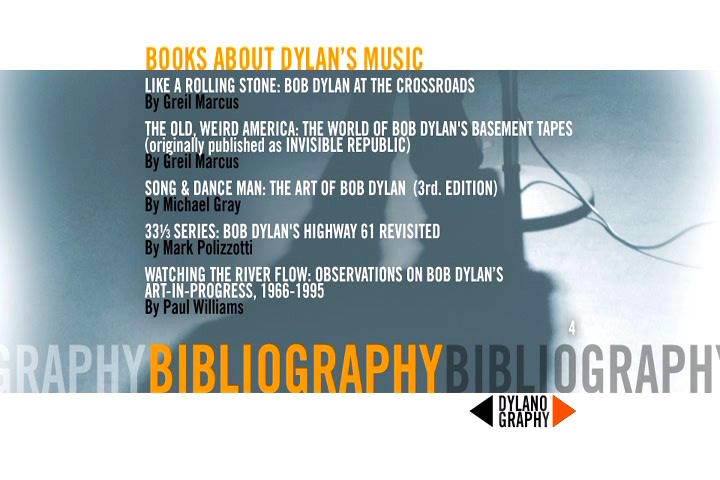 BOOKS ABOUT DYLAN'S MUSIC
LIKE A ROLLING STONE: BOB DYLAN AT THE CROSSROADS
By Greil Marcus
THE OLD, WEIRD AMERICA: THE WORLD OF BOB DYLAN'S BASEMENT TAPES
(originally published as INVISIBLE REPUBLIC)
By Greil Marcus
SONG & DANCE MAN: THE ART OF BOB DYLAN (3rd. EDITION)
By Michael Gray
33⅓ SERIES: BOB DYLAN'S HIGHWAY 61 REVISITED
By Mark Polizzotti
WATCHING THE RIVER FLOW: OBSERVATIONS ON BOB DYLAN'S
ART-IN-PROGRESS, 1966-1995
By Paul Williams
4
GRAPHYBIBLIOGRAPHYBIBLIOGRAPHY
DYLANO
GRAPHY